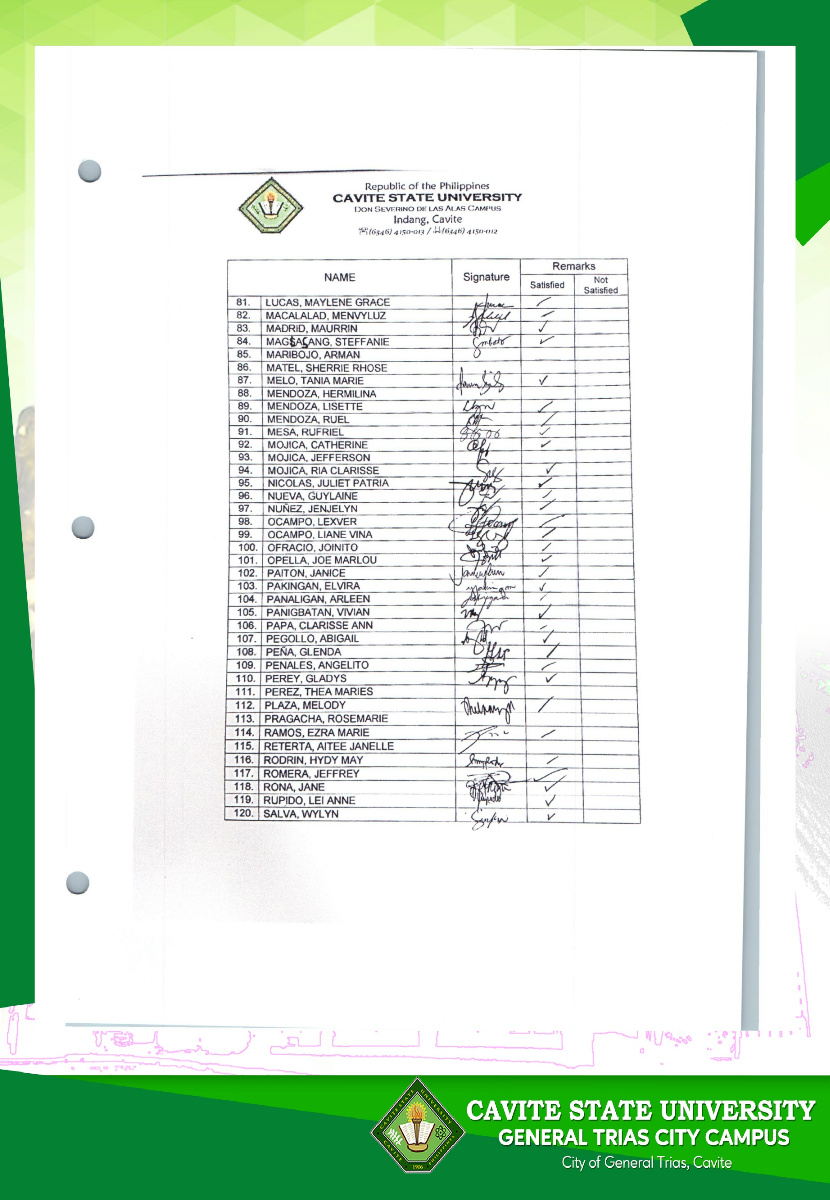 Republic of the Philippines
CAVITE STATE UNIVERSITY
DON SEVERINO DE LAS ALAS CAMPUS
Indang, Cavite
(6346) 4150-013 / (6346) 4150-012
NAME Signature Remarks
Satisfied Not Satisfied
81. LUCAS, MAYLENE GRACE
82. MACALALAD, MENVYLUZ
83. MADRID, MAURRIN
84. MAGSACANG, STEFFANIE
85. MARIBOJO, ARMAN
86. MATEL, SHERRIE RHOSE
87. MELO, TANIA MARIE
88. MENDOZA, HERMILINA
89. MENDOZA, LISETTE
90. MENDOZA, RUEL
91. MESA, RUFRIEL
92. MOJICA, CATHERINE
93. MOJICA, JEFFERSON
94. MOJICA, RIA CLARISSE
95. NICOLAS, JULIET PATRIA
96. NUEVA, GUYLAINE
97. NUÑEZ, JENJELYN
98. OCAMPO, LEXVER
99. OCAMPO, LIANE VINA
100. OFRACIO, JOINITO
101. OPELLA, JOE MARLOU
102. PAITON, JANICE
103. PAKINGAN, ELVIRA
104. PANALIGAN, ARLEEN
105. PANIGBATAN, VIVIAN
106. PAPA, CLARISSE ANN
107. PEGOLLO, ABIGAIL
108. PEÑA, GLENDA
109. PENALES, ANGELITO
110. PEREY, GLADYS
111. PEREZ, THEA MARIES
112. PLAZA, MELODY
113. PRAGACHA, ROSEMARIE
114. RAMOS, EZRA MARIE
115. RETERTA, AITEE JANELLE
116. RODRIN, HYDY MAY
117. ROMERA, JEFFREY
118. RONA, JANE
119. RUPIDO, LEI ANNE
120. SALVA, WYLYN
CAVITE STATE UNIVERSITY
GENERAL TRIAS CITY CAMPUS
City of General Trias, Cavite